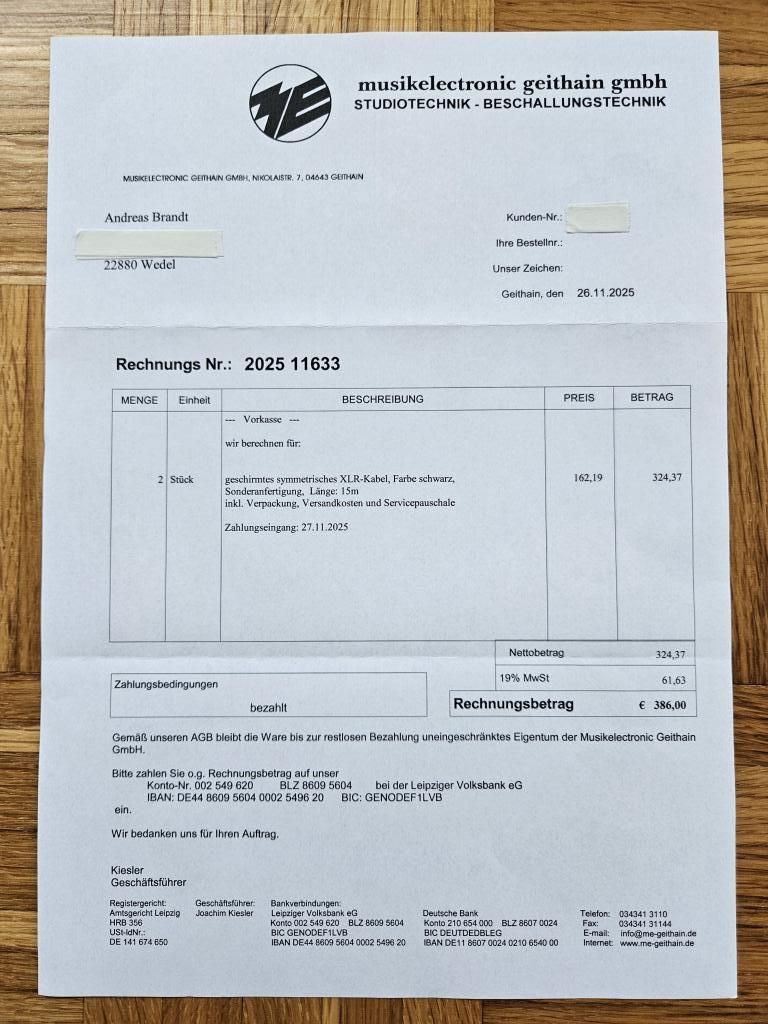 musikelectronic geithain gmbh
STUDIOTECHNIK - BESCHALLUNGSTECHNIK
MUSIKELECTRONIC GEITHAIN GMBH, NIKOLAISTR. 7, 04643 GEITHAIN
Andreas Brandt
22880 Wedel
Kunden-Nr.:
Ihre Bestellnr.:
Unser Zeichen:
Geithain, den 26.11.2025
Rechnungs Nr.: 2025 11633
MENGE Einheit BESCHREIBUNG PREIS BETRAG
--- Vorkasse ---
wir berechnen für:
2 Stück geschirmtes symmetrisches XLR-Kabel, Farbe schwarz, 162,19 324,37
Sonderanfertigung, Länge: 15m
inkl. Verpackung, Versandkosten und Servicepauschale
Zahlungseingang: 27.11.2025
Nettobetrag 324,37
19% MwSt 61,63
Rechnungsbetrag € 386,00
Zahlungsbedingungen
bezahlt
Gemäß unseren AGB bleibt die Ware bis zur restlosen Bezahlung uneingeschränktes Eigentum der Musikelectronic Geithain
GmbH.
Bitte zahlen Sie o.g. Rechnungsbetrag auf unser
Konto-Nr. 002 549 620 BLZ 8609 5604 bei der Leipziger Volksbank eG
IBAN: DE44 8609 5604 0002 5496 20 BIC: GENODEF1LVB
ein.
Wir bedanken uns für Ihren Auftrag.
Kiesler
Geschäftsführer
Registergericht: Geschäftsführer: Bankverbindungen:
Amtsgericht Leipzig Joachim Kiesler Leipziger Volksbank eG Deutsche Bank Telefon: 034341 3110
HRB 356 Konto 002 549 620 BLZ 8609 5604 Konto 210 654 000 BLZ 8607 0024 Fax: 034341 31144
USt-IdNr.: BIC GENODEF1LVB BIC DEUTDEDBLEG E-mail: info@me-geithain.de
DE 141 674 650 IBAN DE44 8609 5604 0002 5496 20 IBAN DE11 8607 0024 0210 6540 00 Internet: www.me-geithain.de